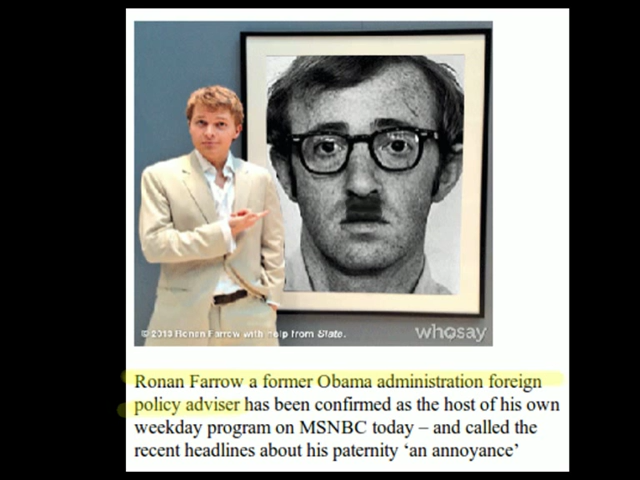 © 2013 Ronan Farrow with help from Slate.
whosay
Ronan Farrow a former Obama administration foreign
policy adviser has been confirmed as the host of his own
weekday program on MSNBC today – and called the
recent headlines about his paternity ‘an annoyance’